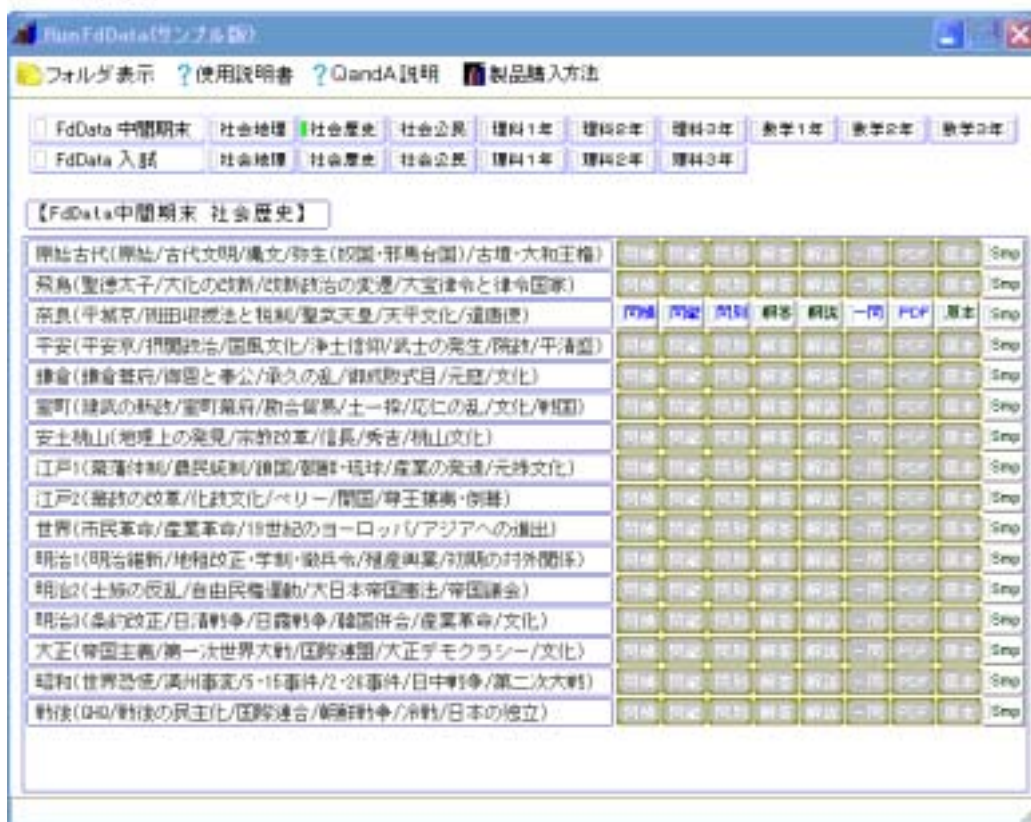 RunFdData(サンプル版)
フォルダ表示 ?使用説明書 ?QandA説明 製品購入方法
FdData 中間期末 社会地理 社会歴史 社会公民 理科1年 理科2年 理科3年 数学1年 数学2年 数学3年
FdData 入試 社会地理 社会歴史 社会公民 理科1年 理科2年 理科3年
【FdData中間期末 社会歴史】
原始古代(原始/古代文明/縄文/弥生(奴国・邪馬台国)/古墳・大和王権) Smp
飛鳥(聖徳太子/大化の改新/改新政治の変遷/大宝律令と律令国家) Smp
奈良(平城京/班田収授法と税制/聖武天皇/天平文化/遣唐使) 問縦 問縦 問別 解答 解説 一問 PDF 原本 Smp
平安(平安京/摂関政治/国風文化/浄土信仰/武士の発生/院政/平清盛) Smp
鎌倉(鎌倉幕府/御恩と奉公/承久の乱/御成敗式目/元寇/文化) Smp
室町(建武の新政/室町幕府/勘合貿易/土一揆/応仁の乱/文化/戦国) Smp
安土桃山(地理上の発見/宗教改革/信長/秀吉/桃山文化) Smp
江戸1(幕藩体制/農民統制/鎖国/朝鮮・琉球/産業の発達/元禄文化) Smp
江戸2(幕政の改革/化政文化/ペリー/開国/尊王攘夷・倒幕) Smp
世界(市民革命/産業革命/19世紀のヨーロッパ/アジアへの進出) Smp
明治1(明治維新/地租改正・学制・徴兵令/殖産興業/初期の対外関係) Smp
明治2(士族の反乱/自由民権運動/大日本帝国憲法/帝国議会) Smp
明治3(条約改正/日清戦争/日露戦争/韓国併合/産業革命/文化) Smp
大正(帝国主義/第一次世界大戦/国際連盟/大正デモクラシー/文化) Smp
昭和(世界恐慌/満州事変/5・15事件/2・26事件/日中戦争/第二次大戦) Smp
戦後(GHQ/戦後の民主化/国際連合/朝鮮戦争/冷戦/日本の独立) Smp